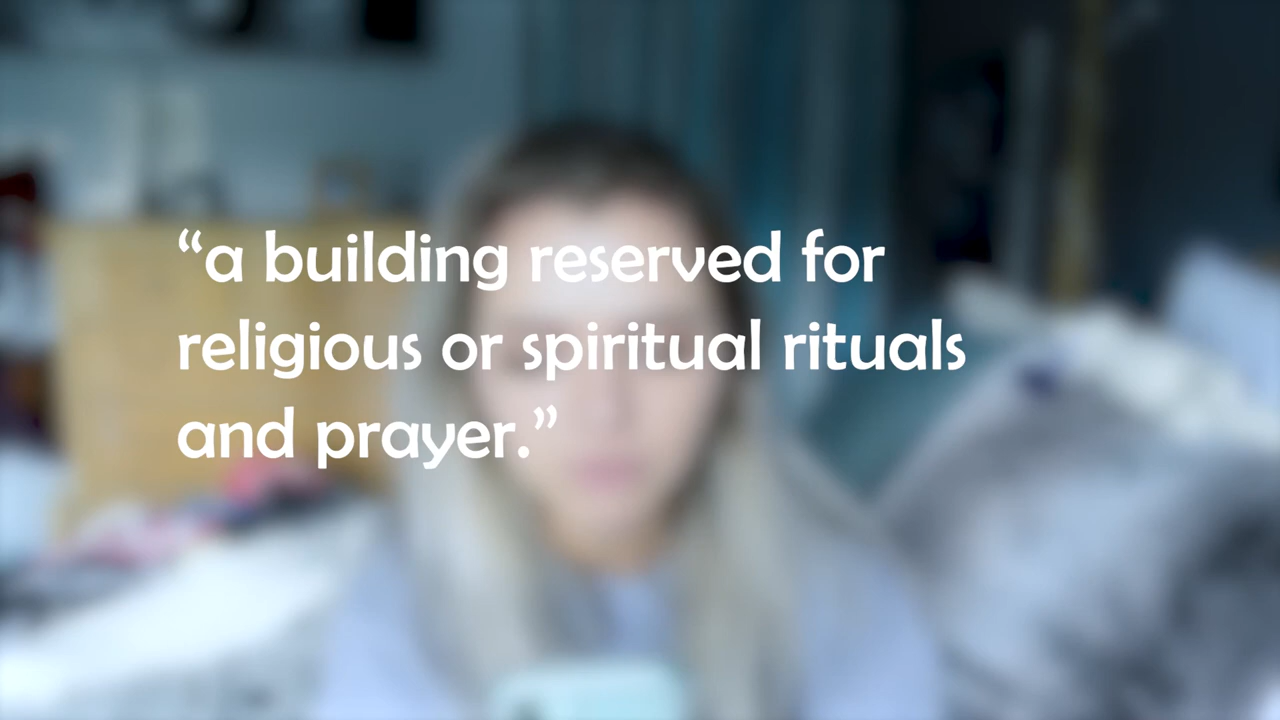 “a building reserved for
religious or spiritual rituals
and prayer.”